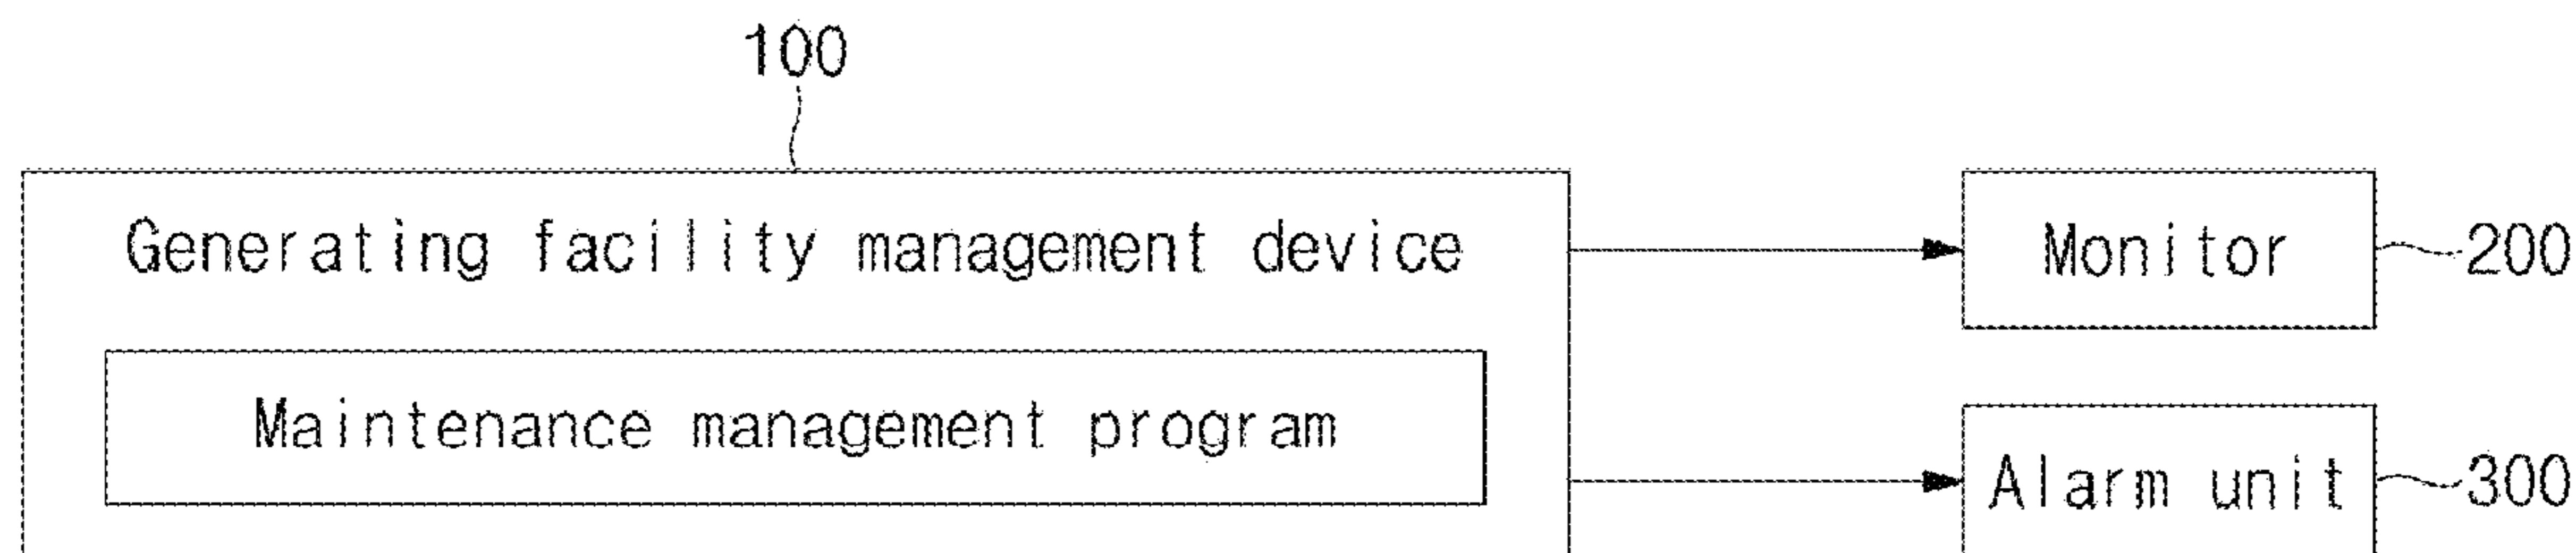 100
Generating facility management device
Monitor
200
Maintenance management program
Alarm unit
300